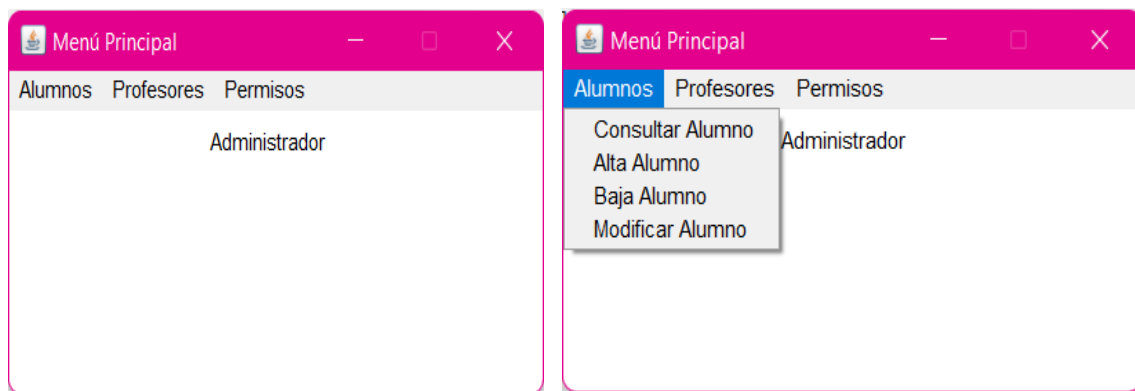 Menú Principal
Alumnos Profesores Permisos
Administrador
Menú Principal
Alumnos Profesores Permisos
Consultar Alumno
Administrador
Alta Alumno
Baja Alumno
Modificar Alumno